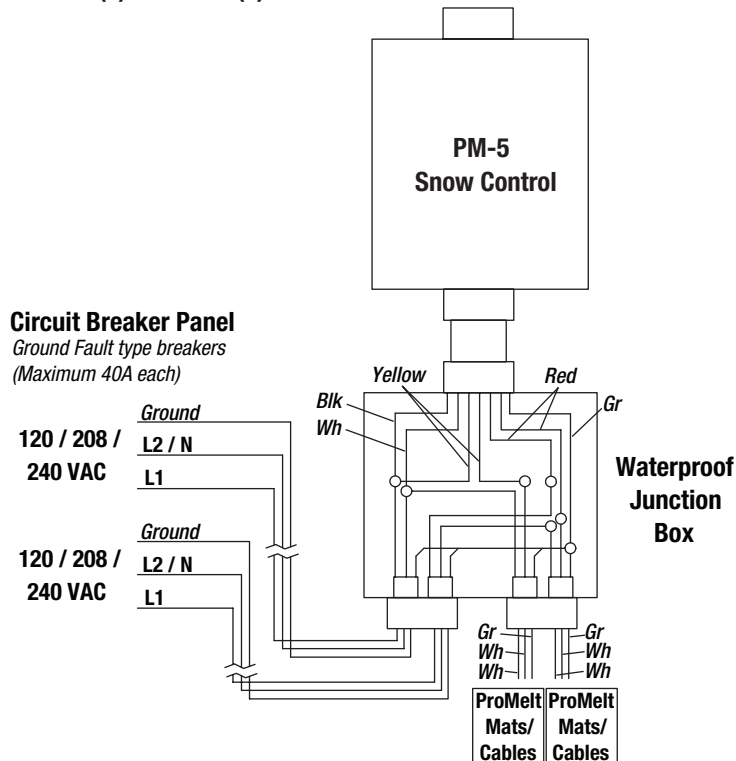 PM-5
Snow Control
Circuit Breaker Panel
Ground Fault type breakers
(Maximum 40A each)
Yellow
Red
Blk
Wh
Gr
Ground
120 / 208 /
240 VAC
L2 / N
L1
Waterproof
Junction
Box
Ground
120 / 208 /
240 VAC
L2 / N
L1
Gr
Wh
Wh
Gr
Wh
Wh
ProMelt
Mats/
Cables
ProMelt
Mats/
Cables